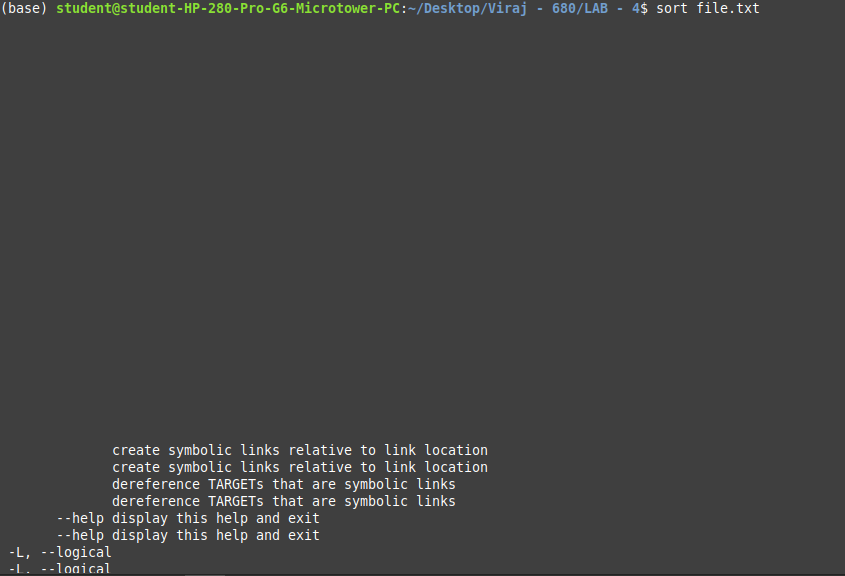 (base) student@student-HP-280-Pro-G6-Microtower-PC:~/Desktop/Viraj - 680/LAB - 4$ sort file.txt
create symbolic links relative to link location
create symbolic links relative to link location
dereference TARGETs that are symbolic links
dereference TARGETs that are symbolic links
--help display this help and exit
--help display this help and exit
-L, --logical
-L, --logical